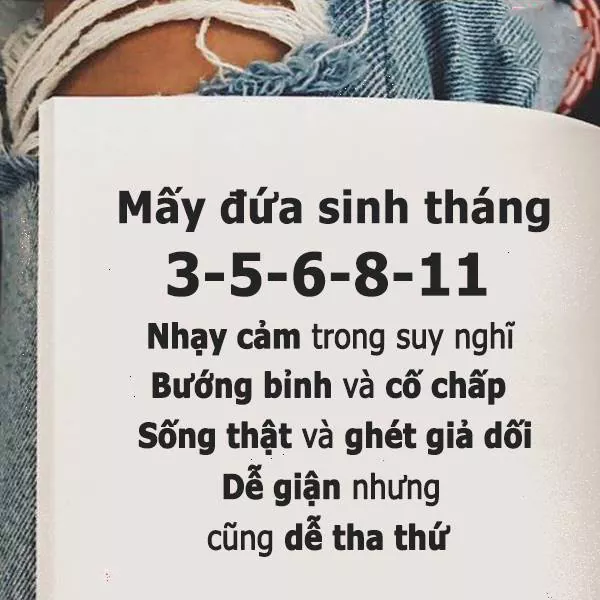 Mấy đứa sinh tháng
3-5-6-8-11
Nhạy cảm trong suy nghĩ
Bướng bỉnh và cố chấp
Sống thật và ghét giả dối
Dễ giận nhưng
cũng dễ tha thứ